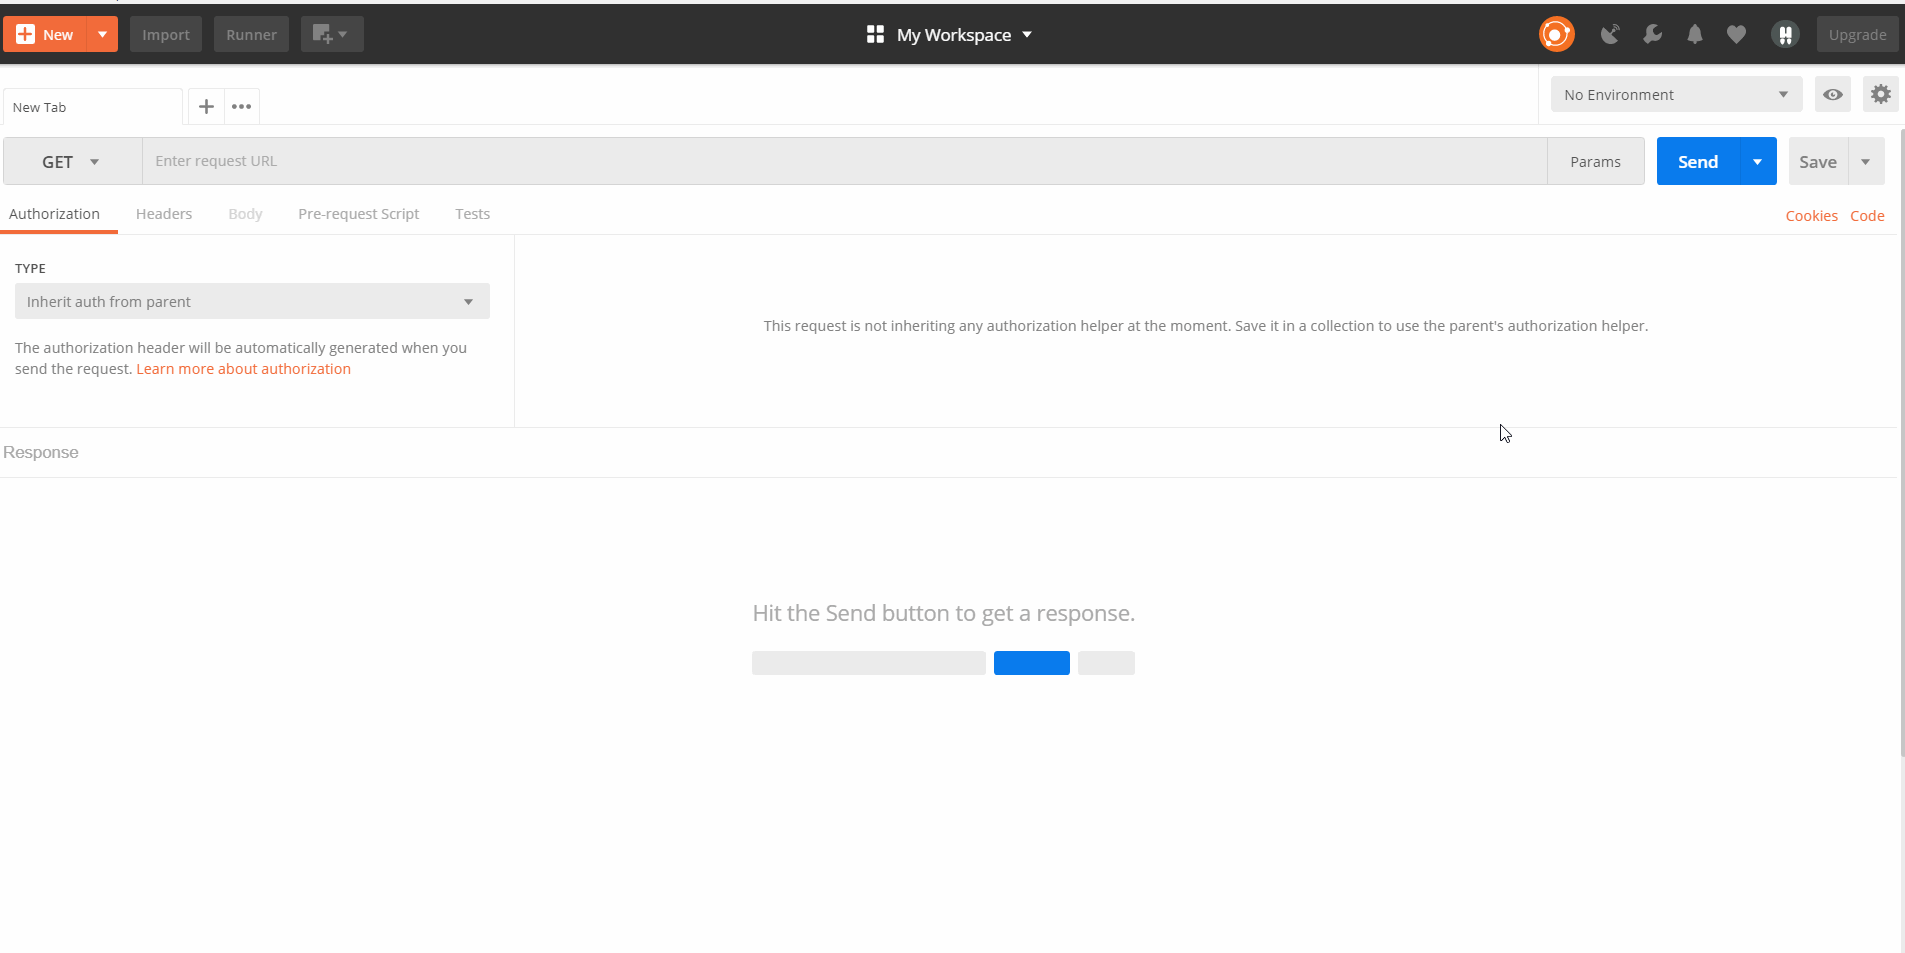 New
Import
Runner
My Workspace
Upgrade
New Tab
No Environment
GET
Enter request URL
Params
Send
Save
Authorization
Headers
Body
Pre-request Script
Tests
Cookies
Code
TYPE
Inherit auth from parent
The authorization header will be automatically generated when you
send the request. Learn more about authorization
This request is not inheriting any authorization helper at the moment. Save it in a collection to use the parent's authorization helper.
Response
Hit the Send button to get a response.